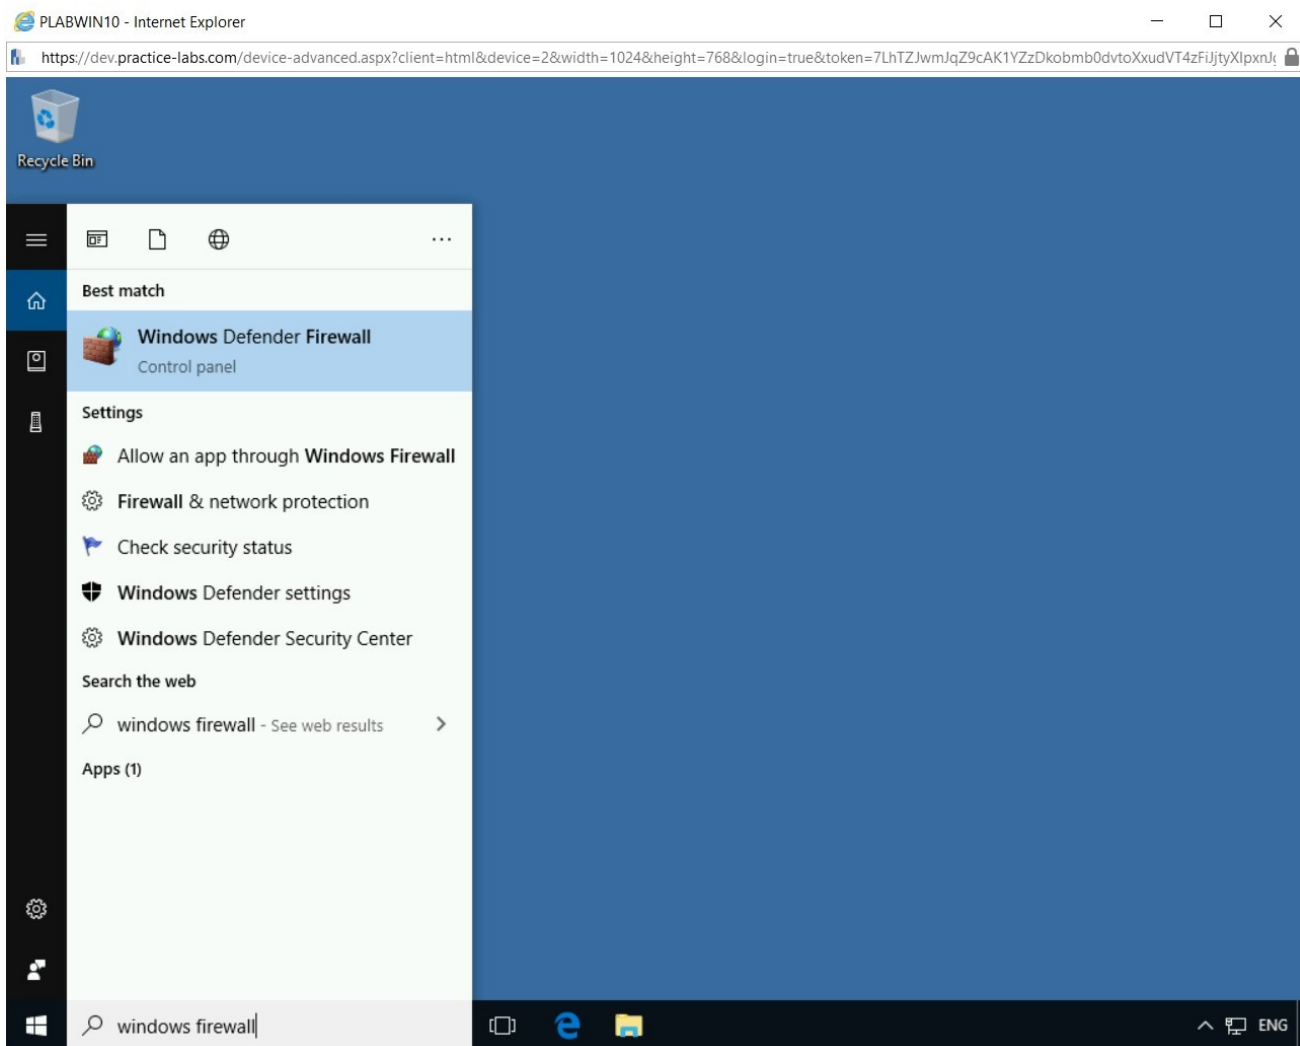 PLABWIN10 - Internet Explorer
https://dev.practice-labs.com/device-advanced.aspx?client=html&device=2&width=1024&height=768&login=true&token=7LhTZJwmJqZ9cAK1YZzDkobmb0dvtoXxudVT4zFiJjtyXIpxnJ
Recycle Bin
Best match
Windows Defender Firewall
Control panel
Settings
Allow an app through Windows Firewall
Firewall & network protection
Check security status
Windows Defender settings
Windows Defender Security Center
Search the web
windows firewall - See web results
Apps (1)
windows firewall
ENG